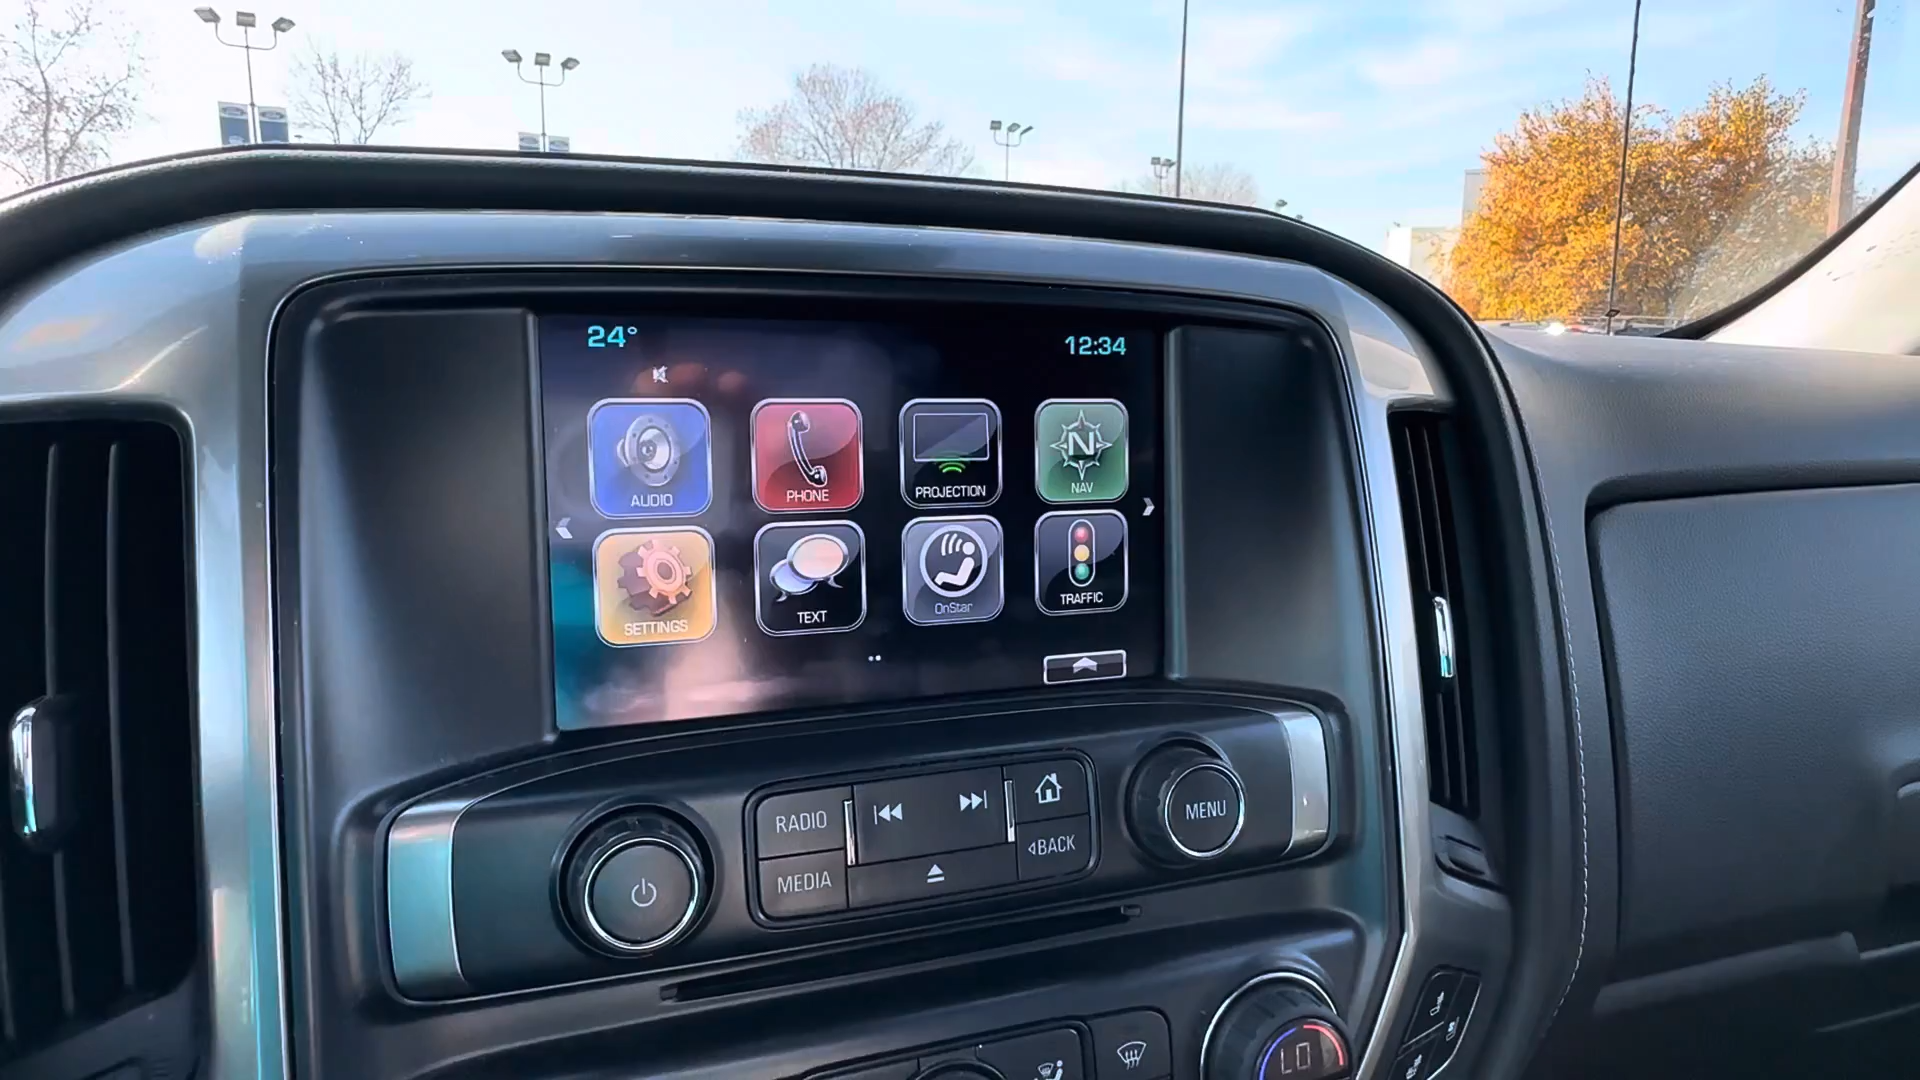 24° 12:34
AUDIO PHONE PROJECTION NAV
SETTINGS TEXT OnStar TRAFFIC
RADIO
MEDIA
BACK
MENU
LO